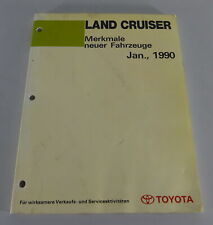 LAND CRUISER
Merkmale
neuer Fahrzeuge
Jan., 1990
Für wirksamere Verkaufs- und Serviceaktivitäten
TOYOTA